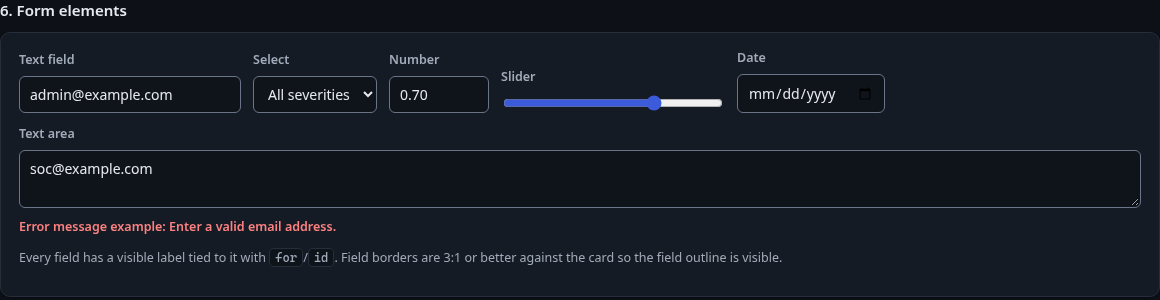 6. Form elements
Text field Select Number Slider Date
admin@example.com All severities 0.70 mm/dd/yyyy
Text area
soc@example.com
Error message example: Enter a valid email address.
Every field has a visible label tied to it with for/id. Field borders are 3:1 or better against the card so the field outline is visible.